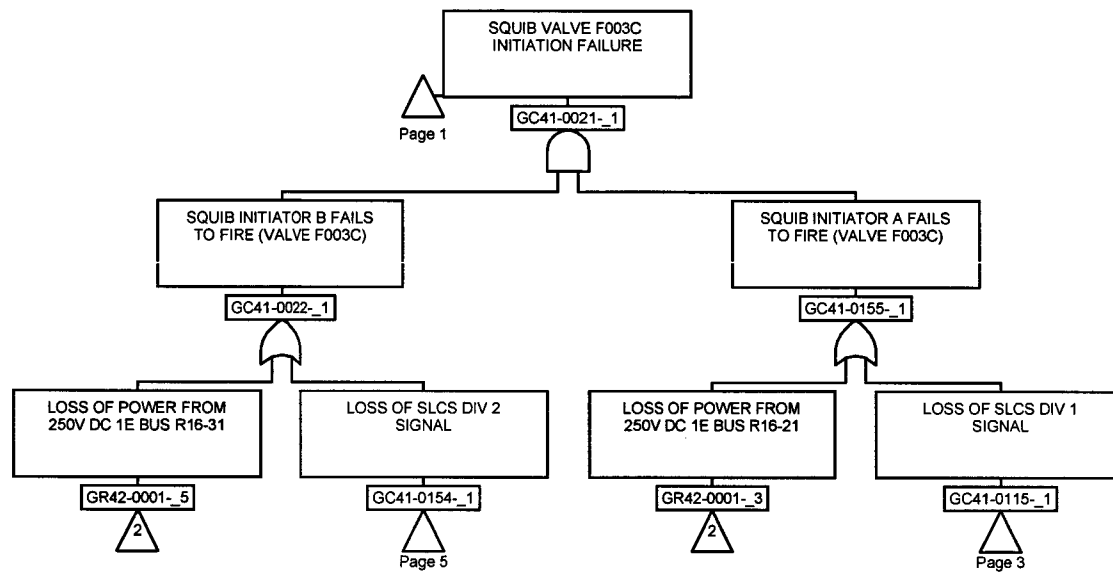 SQUIB VALVE F003C
INITIATION FAILURE
Page 1
GC41-0021-_1
SQUIB INITIATOR B FAILS
TO FIRE (VALVE F003C)
SQUIB INITIATOR A FAILS
TO FIRE (VALVE F003C)
GC41-0022-_1
GC41-0155-_1
LOSS OF POWER FROM
250V DC 1E BUS R16-31
LOSS OF SLCS DIV 2
SIGNAL
LOSS OF POWER FROM
250V DC 1E BUS R16-21
LOSS OF SLCS DIV 1
SIGNAL
GR42-0001-_5
GC41-0154-_1
GR42-0001-_3
GC41-0115-_1
2
Page 5
2
Page 3